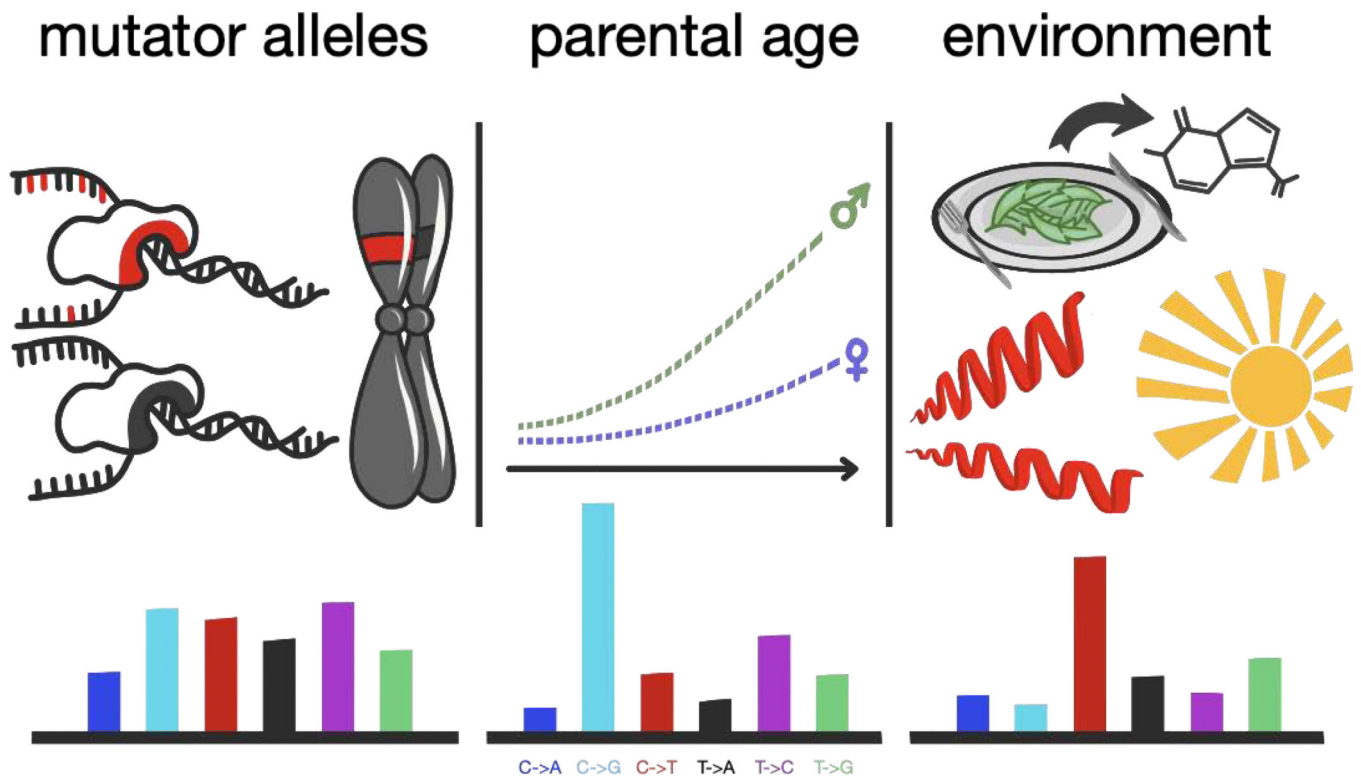 mutator alleles
parental age
environment
♂
♀
C->A C->G C->T T->A T->C T->G